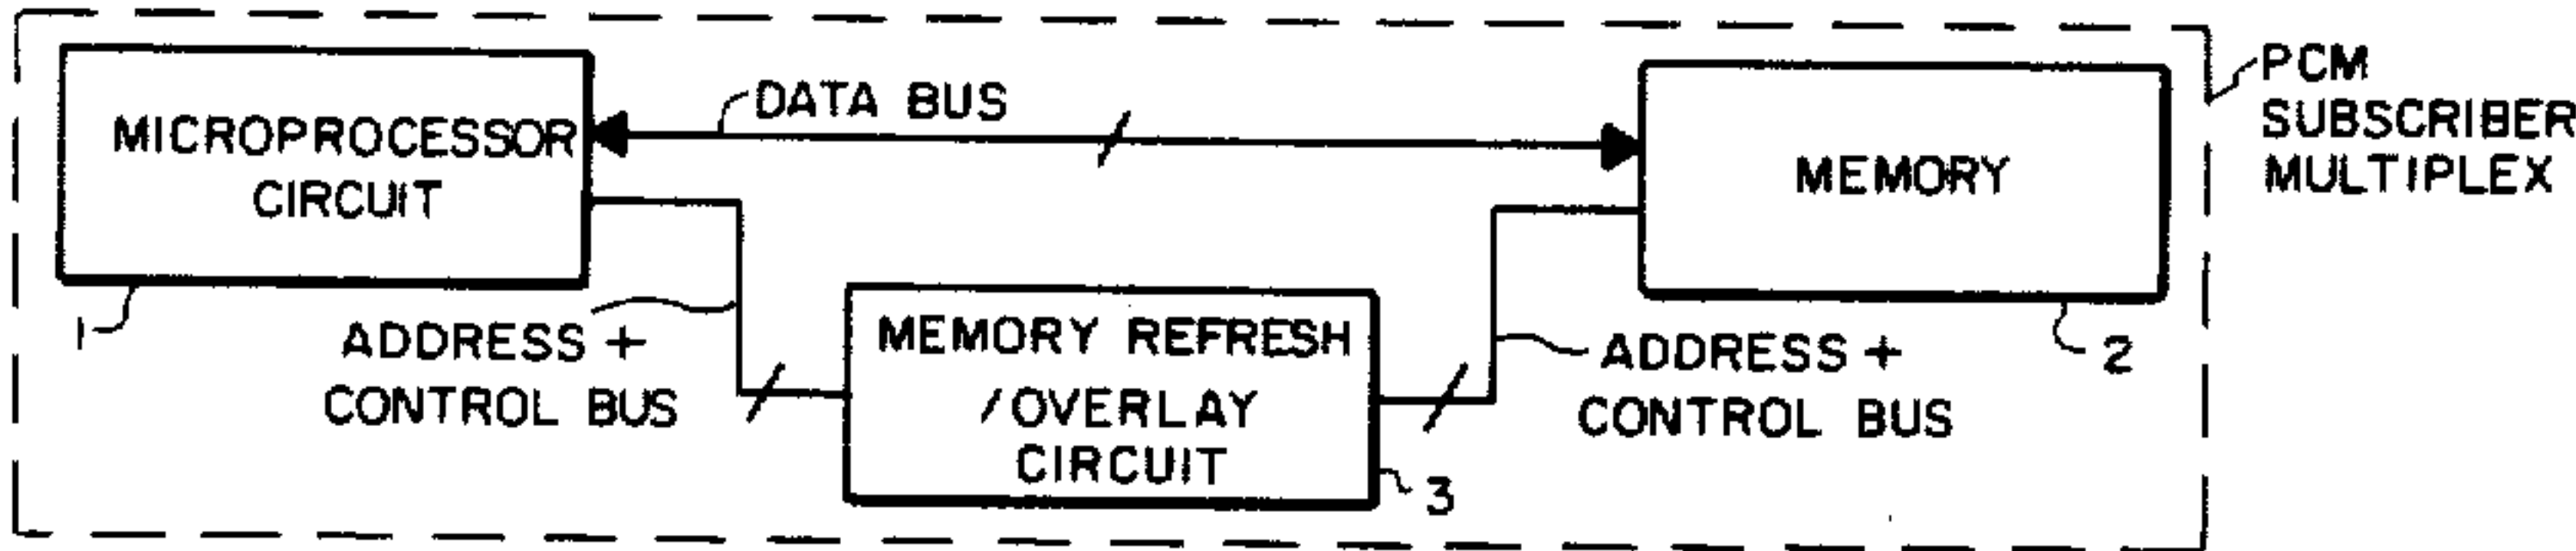 PCM
SUBSCRIBER
MULTIPLEX
MICROPROCESSOR
CIRCUIT
DATA BUS
MEMORY
1
ADDRESS +
CONTROL BUS
MEMORY REFRESH
/OVERLAY
CIRCUIT
3
ADDRESS +
CONTROL BUS
2